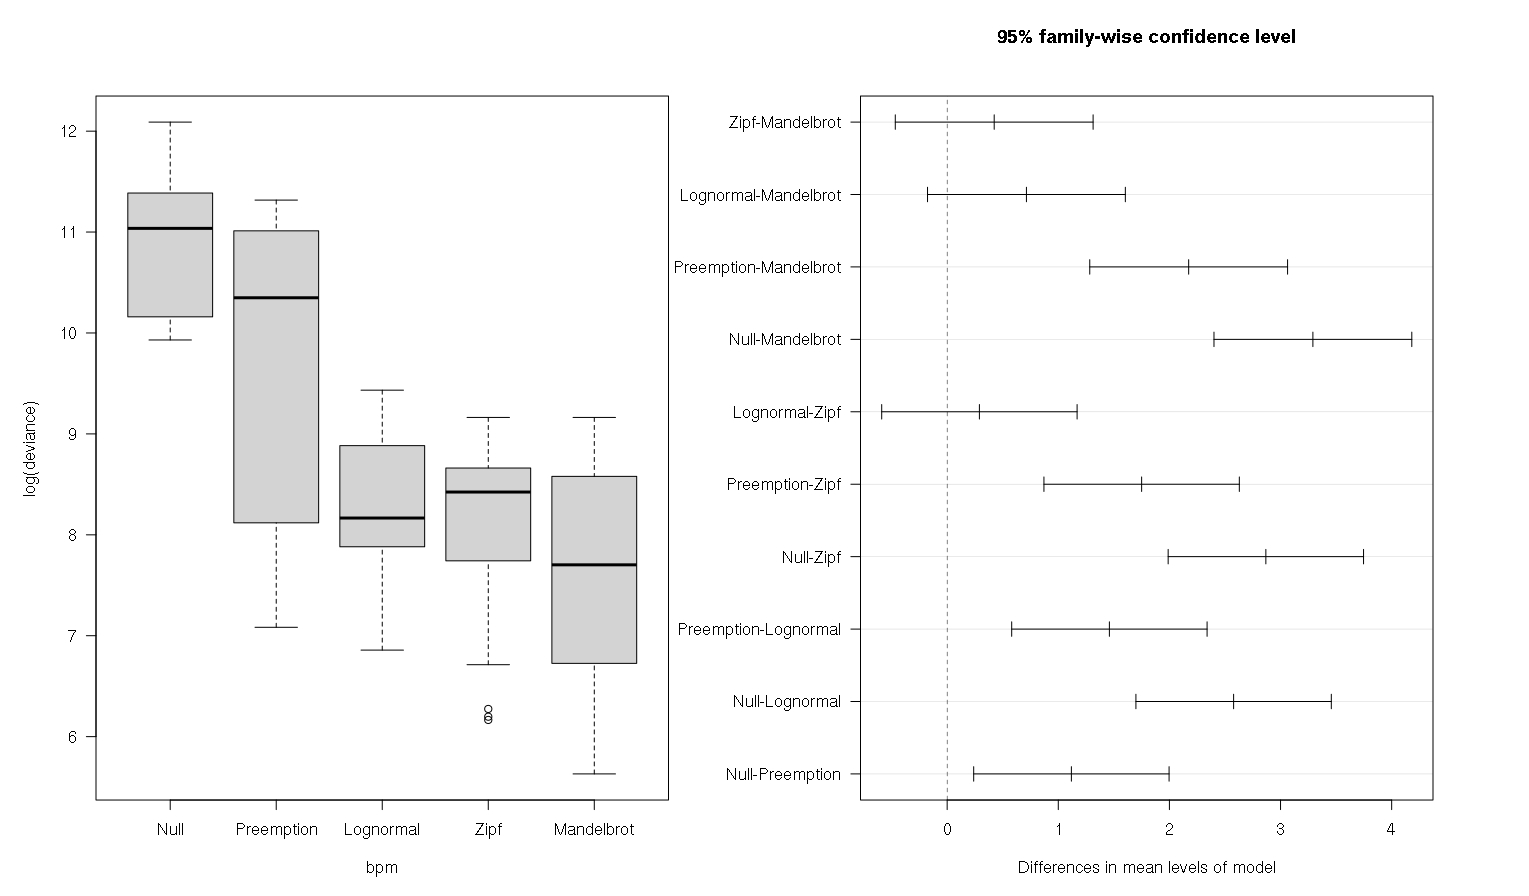 95% family-wise confidence level
12
11
10
9
8
7
6
log(deviance)
Null Preemption Lognormal Zipf Mandelbrot
bpm
Zipf-Mandelbrot
Lognormal-Mandelbrot
Preemption-Mandelbrot
Null-Mandelbrot
Lognormal-Zipf
Preemption-Zipf
Null-Zipf
Preemption-Lognormal
Null-Lognormal
Null-Preemption
0 1 2 3 4
Differences in mean levels of model